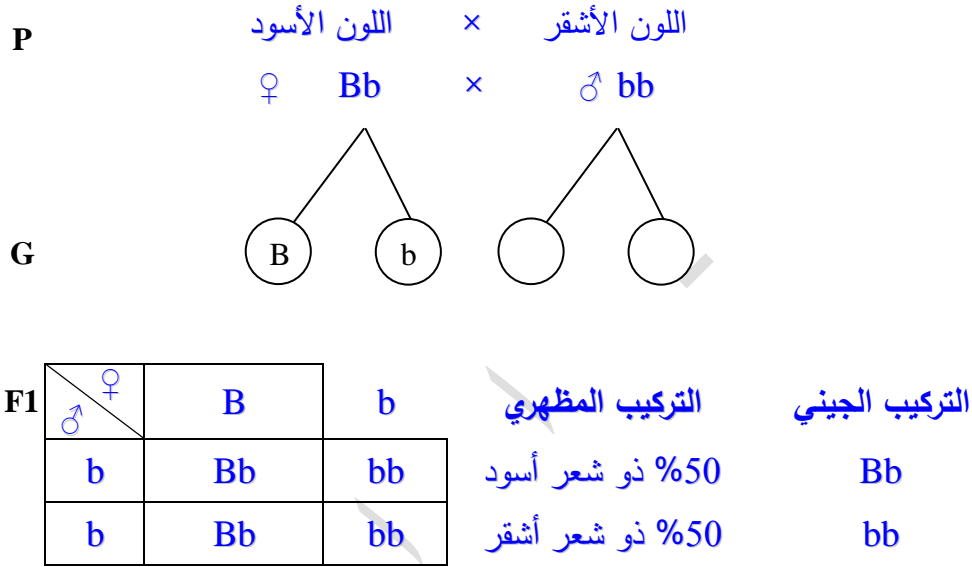 P اللون الأسود × اللون الأشقر
♀ Bb × ♂ bb
G B b
F1 ♀ ♂ B b التركيب المظهري التركيب الجيني
b Bb bb %50 ذو شعر أسود Bb
b Bb bb %50 ذو شعر أشقر bb